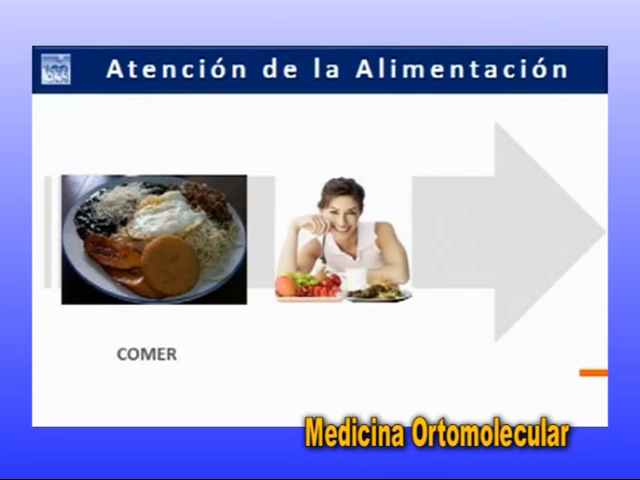 Atención de la Alimentación
COMER
Medicina Ortomolecular